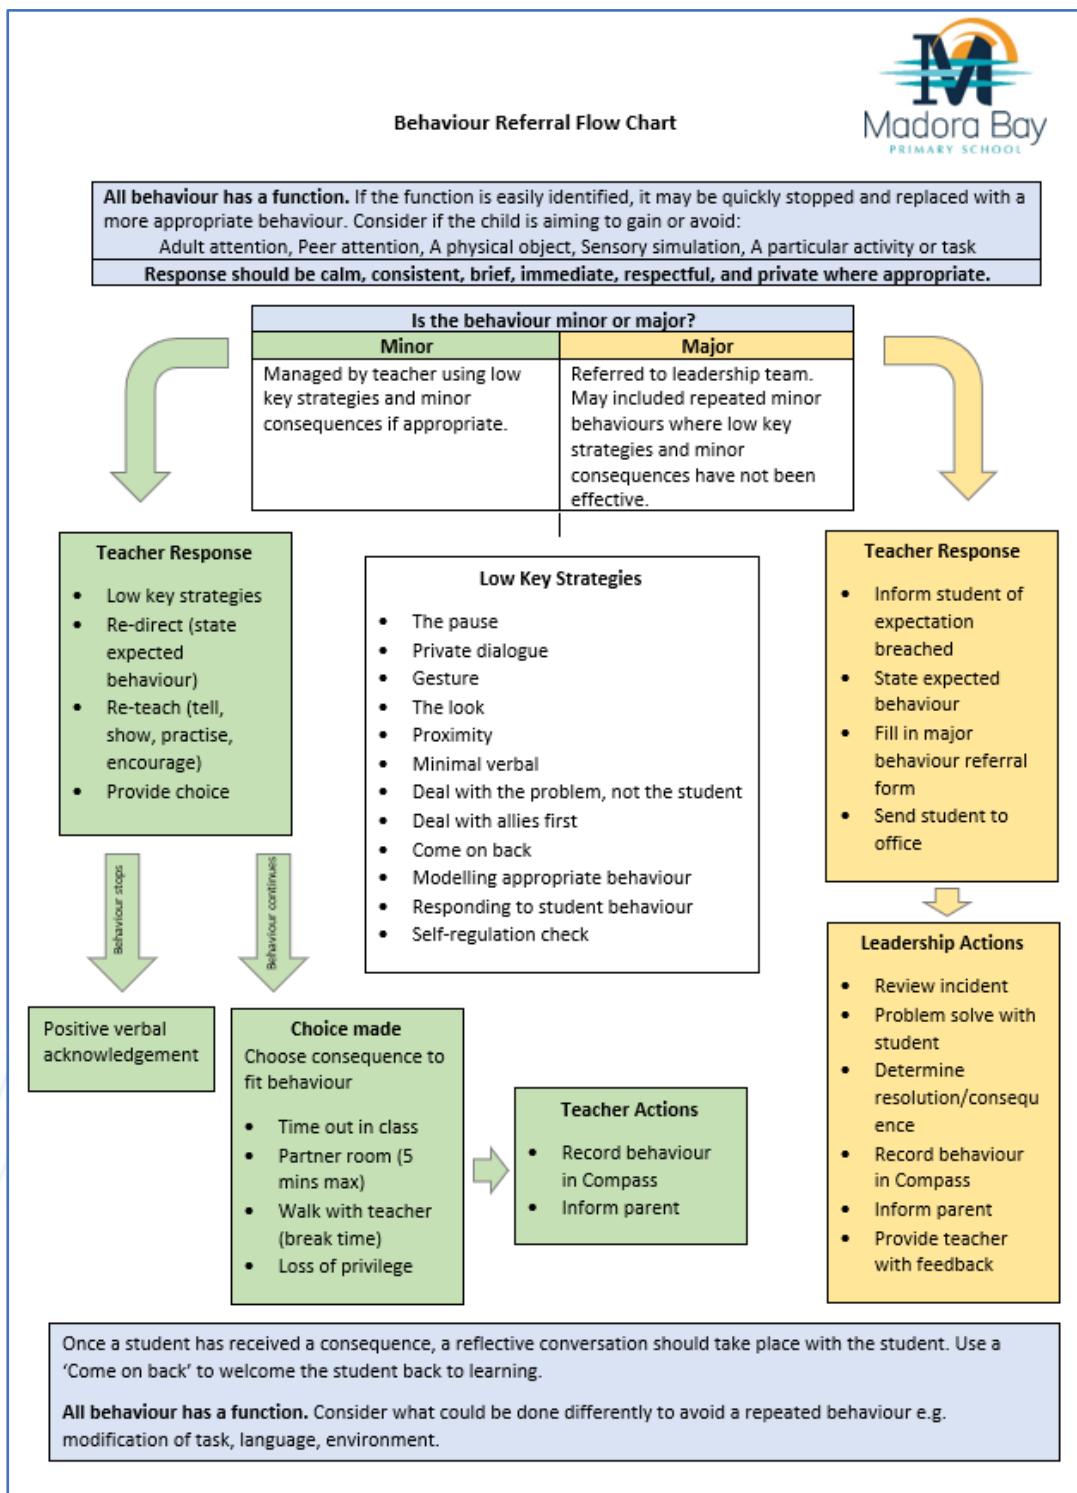 M
Madora Bay
PRIMARY SCHOOL
Behaviour Referral Flow Chart
All behaviour has a function. If the function is easily identified, it may be quickly stopped and replaced with a
more appropriate behaviour. Consider if the child is aiming to gain or avoid:
Adult attention, Peer attention, A physical object, Sensory simulation, A particular activity or task
Response should be calm, consistent, brief, immediate, respectful, and private where appropriate.
Is the behaviour minor or major?
Minor
Managed by teacher using low
key strategies and minor
consequences if appropriate.
Major
Referred to leadership team.
May included repeated minor
behaviours where low key
strategies and minor
consequences have not been
effective.
Teacher Response
• Low key strategies
• Re-direct (state
expected
behaviour)
• Re-teach (tell,
show, practise,
encourage)
• Provide choice
Behaviour stops
Behaviour continues
Positive verbal
acknowledgement
Choice made
Choose consequence to
fit behaviour
• Time out in class
• Partner room (5
mins max)
• Walk with teacher
(break time)
• Loss of privilege
Teacher Actions
• Record behaviour
in Compass
• Inform parent
Low Key Strategies
• The pause
• Private dialogue
• Gesture
• The look
• Proximity
• Minimal verbal
• Deal with the problem, not the student
• Deal with allies first
• Come on back
• Modelling appropriate behaviour
• Responding to student behaviour
• Self-regulation check
Teacher Response
• Inform student of
expectation
breached
• State expected
behaviour
• Fill in major
behaviour referral
form
• Send student to
office
Leadership Actions
• Review incident
• Problem solve with
student
• Determine
resolution/consequ
ence
• Record behaviour
in Compass
• Inform parent
• Provide teacher
with feedback
Once a student has received a consequence, a reflective conversation should take place with the student. Use a
‘Come on back’ to welcome the student back to learning.
All behaviour has a function. Consider what could be done differently to avoid a repeated behaviour e.g.
modification of task, language, environment.